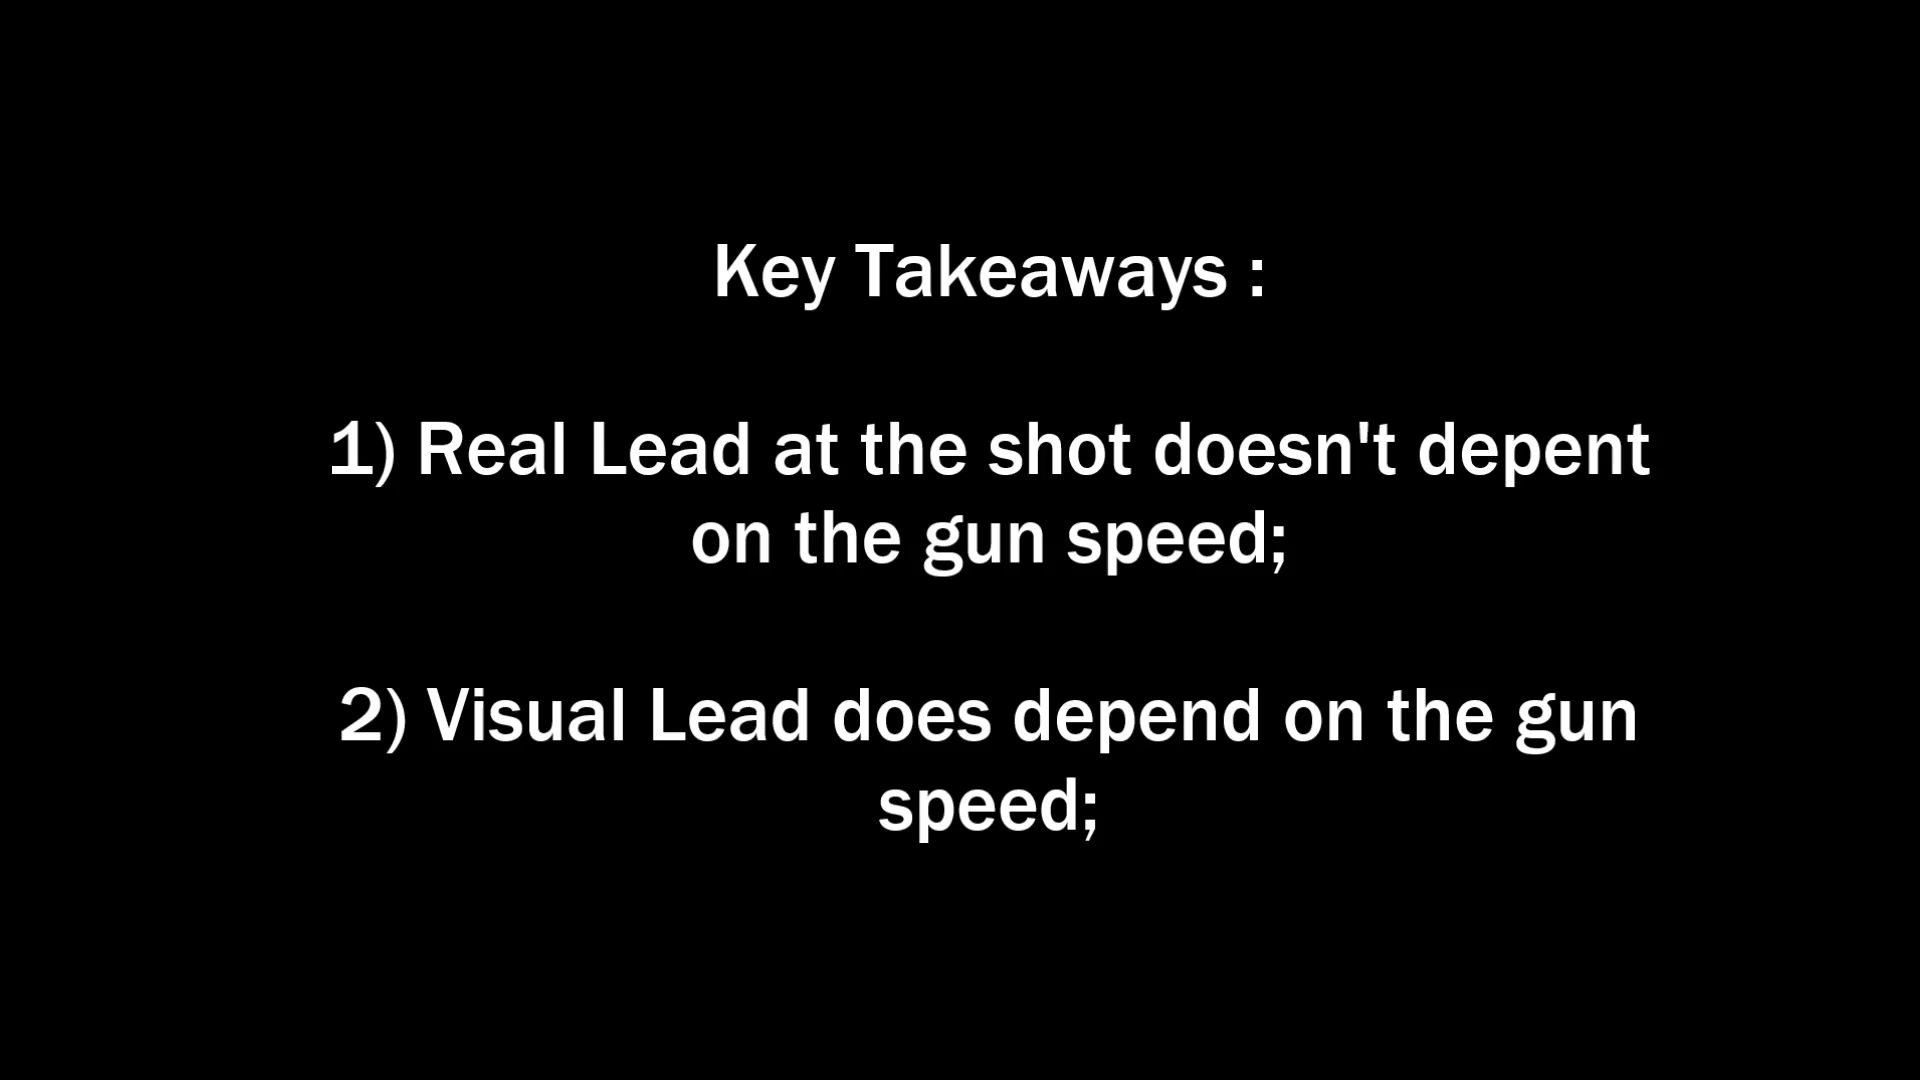 Key Takeaways :
1) Real Lead at the shot doesn't depent
on the gun speed;
2) Visual Lead does depend on the gun
speed;